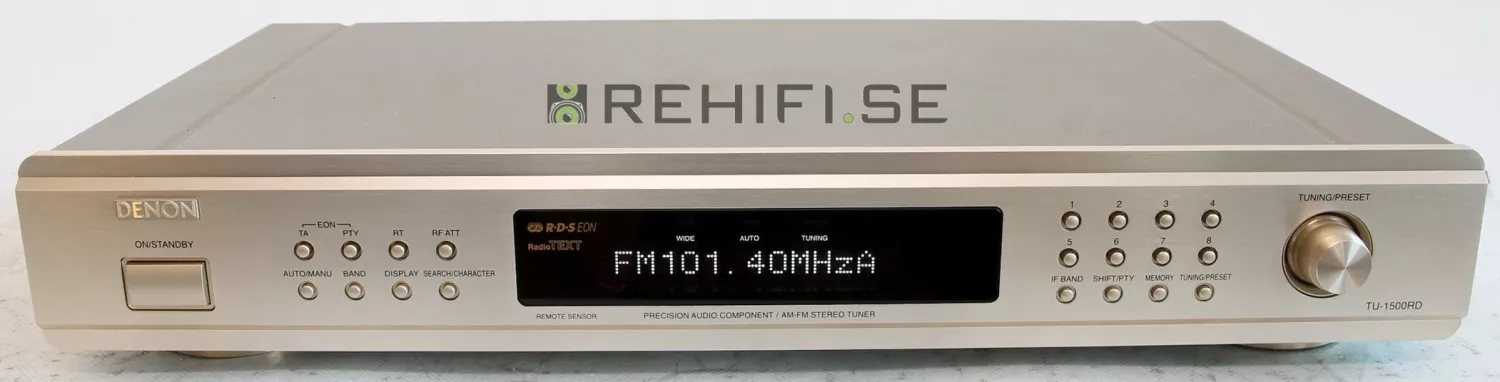 REHIFI.SE
DENON
ON/STANDBY
EON
TA PTY RT RF ATT
AUTO/MANU BAND DISPLAY SEARCH/CHARACTER
R·D·S EON
RadioTEXT
WIDE AUTO TUNING
FM101.40MHzA
REMOTE SENSOR
PRECISION AUDIO COMPONENT / AM-FM STEREO TUNER
1 2 3 4
5 6 7 8
IF BAND SHIFT/PTY MEMORY TUNING/PRESET
TUNING/PRESET
TU-1500RD